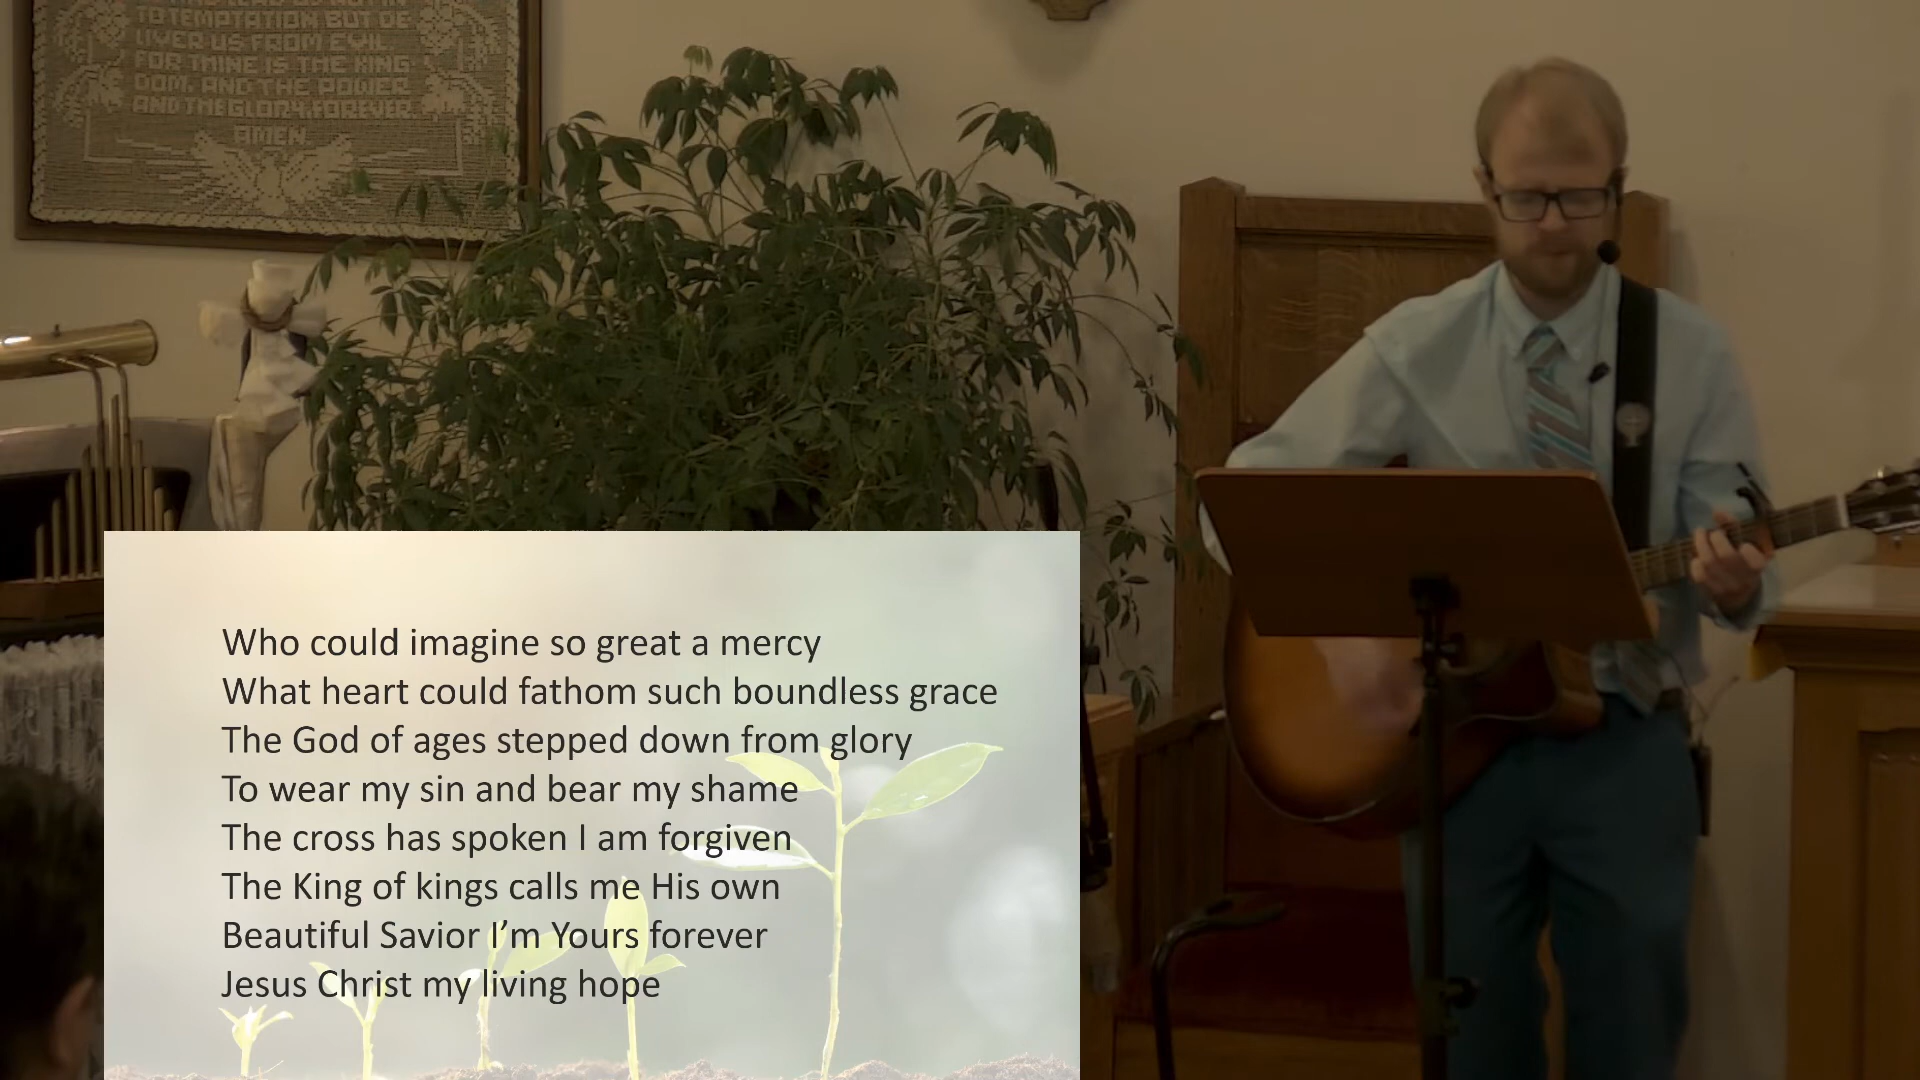 TO TEMPTATION BUT DE
LIVER US FROM EVIL.
FOR THINE IS THE KING
DOM, AND THE POWER
AND THE GLORY, FOREVER.
AMEN
Who could imagine so great a mercy
What heart could fathom such boundless grace
The God of ages stepped down from glory
To wear my sin and bear my shame
The cross has spoken I am forgiven
The King of kings calls me His own
Beautiful Savior I’m Yours forever
Jesus Christ my living hope